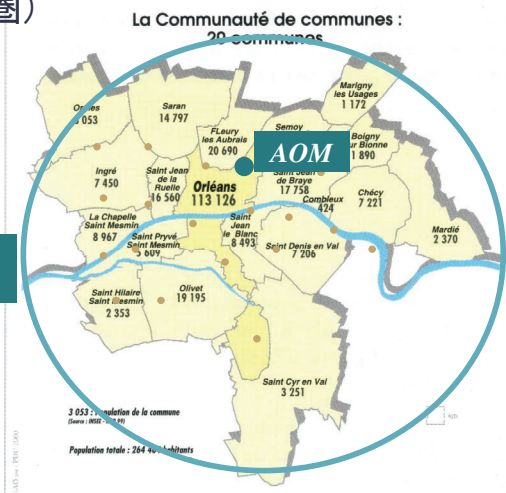 圏)
La Communauté de communes :
20 communes
Marigny
les Usages
1 172
Saran
14 797
Semoy
FLeury
les Aubrais
20 690
Boigny
sur Bionne
1 890
AOM
Ingré
7 450
Saint Jean
de la
Ruelle
16 560
Orléans
113 126
Saint Jean
de Braye
17 758
Combleux
424
Chécy
7 221
La Chapelle
Saint Mesmin
8 967
Saint Pryvé
Saint Mesmin
Saint
Jean
le Blanc
8 493
Saint Denis en Val
7 206
Mardié
2 370
Saint Hilaire
Saint Mesmin
2 353
Olivet
19 195
Saint Cyr en Val
3 251
3 053 : Population de la commune
Population totale : habitants